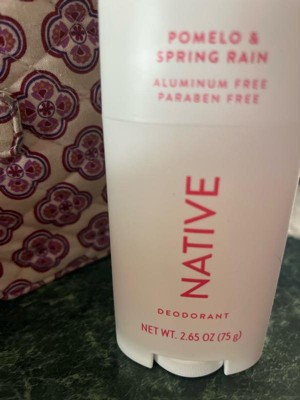 POMELO &
SPRING RAIN
ALUMINUM FREE
PARABEN FREE
NATIVE
DEODORANT
NET WT. 2.65 OZ (75 g)